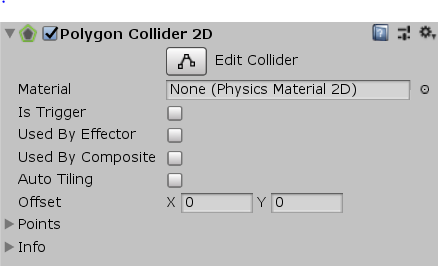 Polygon Collider 2D
Edit Collider
Material None (Physics Material 2D)
Is Trigger
Used By Effector
Used By Composite
Auto Tiling
Offset X 0 Y 0
Points
Info